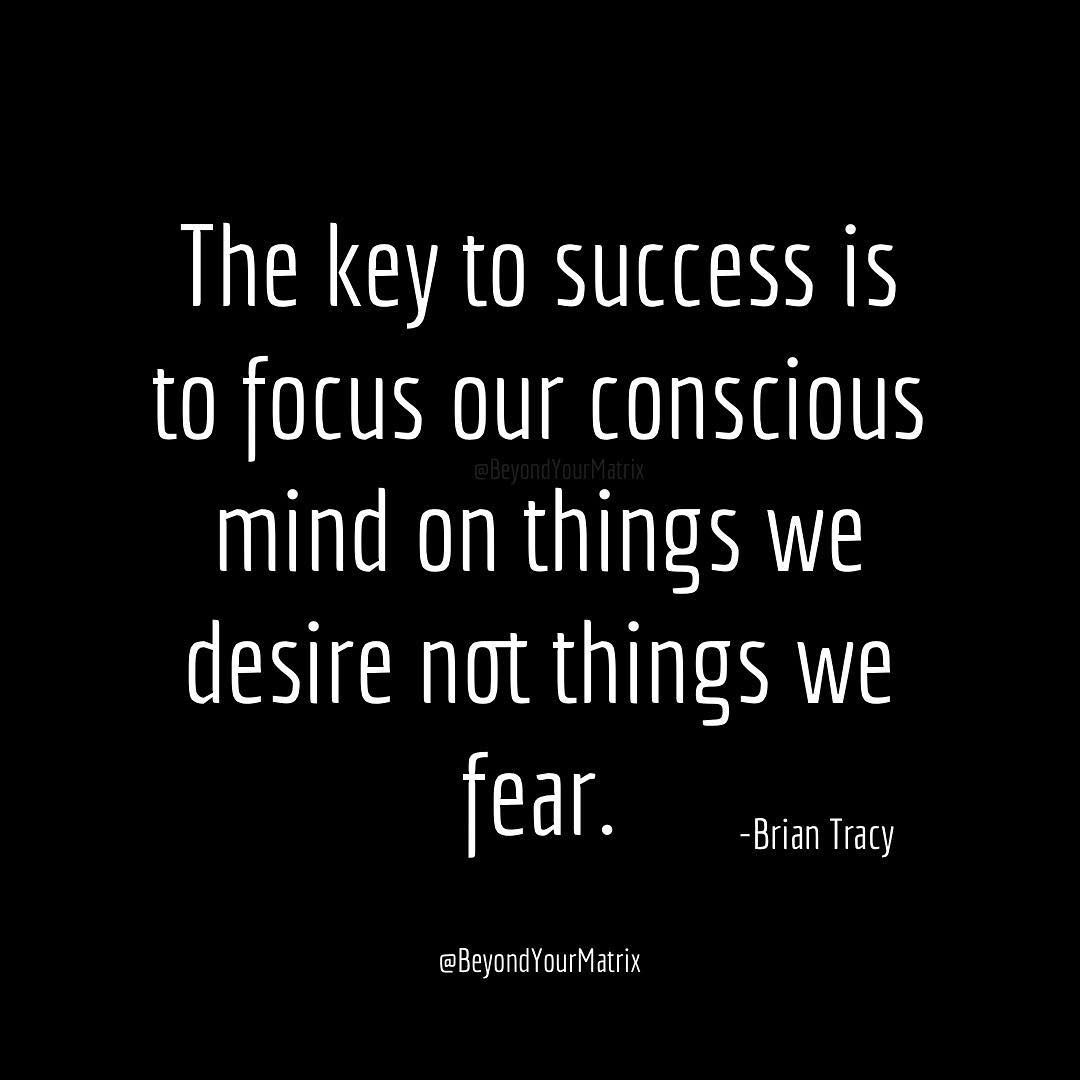 The key to success is
to focus our conscious
@BeyondYourMatrix
mind on things we
desire not things we
fear.
-Brian Tracy
@BeyondYourMatrix